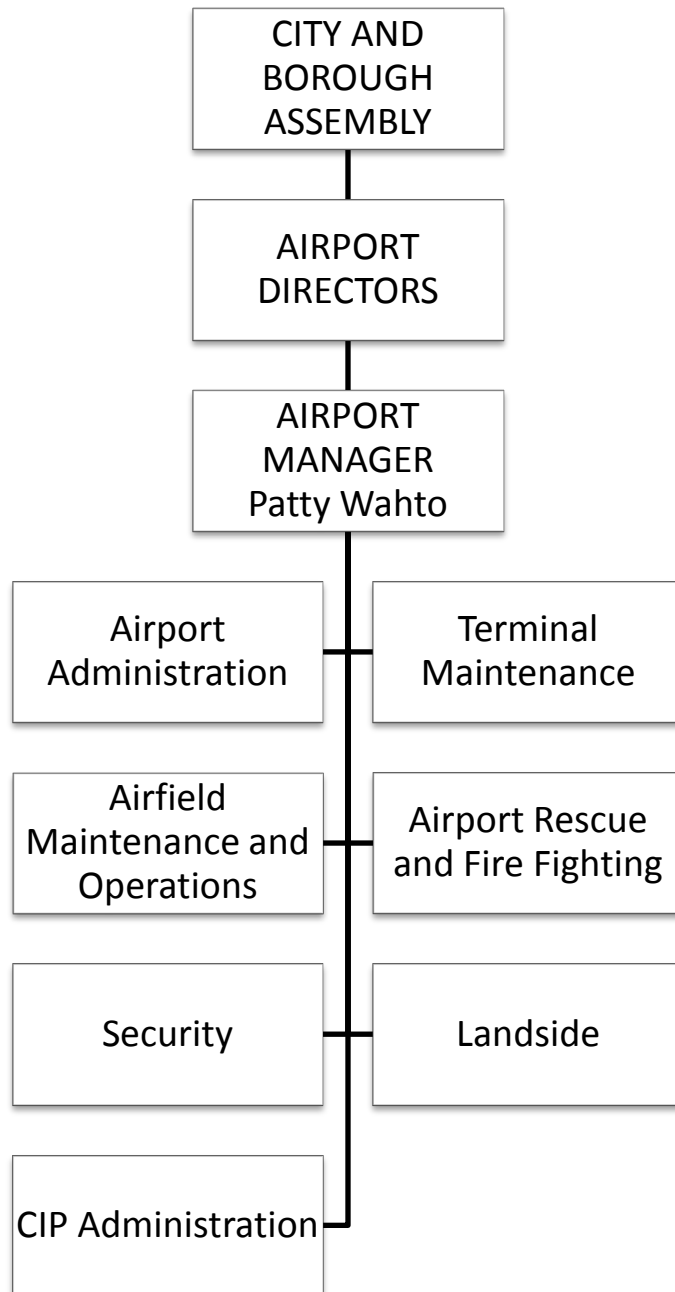 CITY AND
BOROUGH
ASSEMBLY
AIRPORT
DIRECTORS
AIRPORT
MANAGER
Patty Wahto
Airport
Administration
Terminal
Maintenance
Airfield
Maintenance and
Operations
Airport Rescue
and Fire Fighting
Security
Landside
CIP Administration